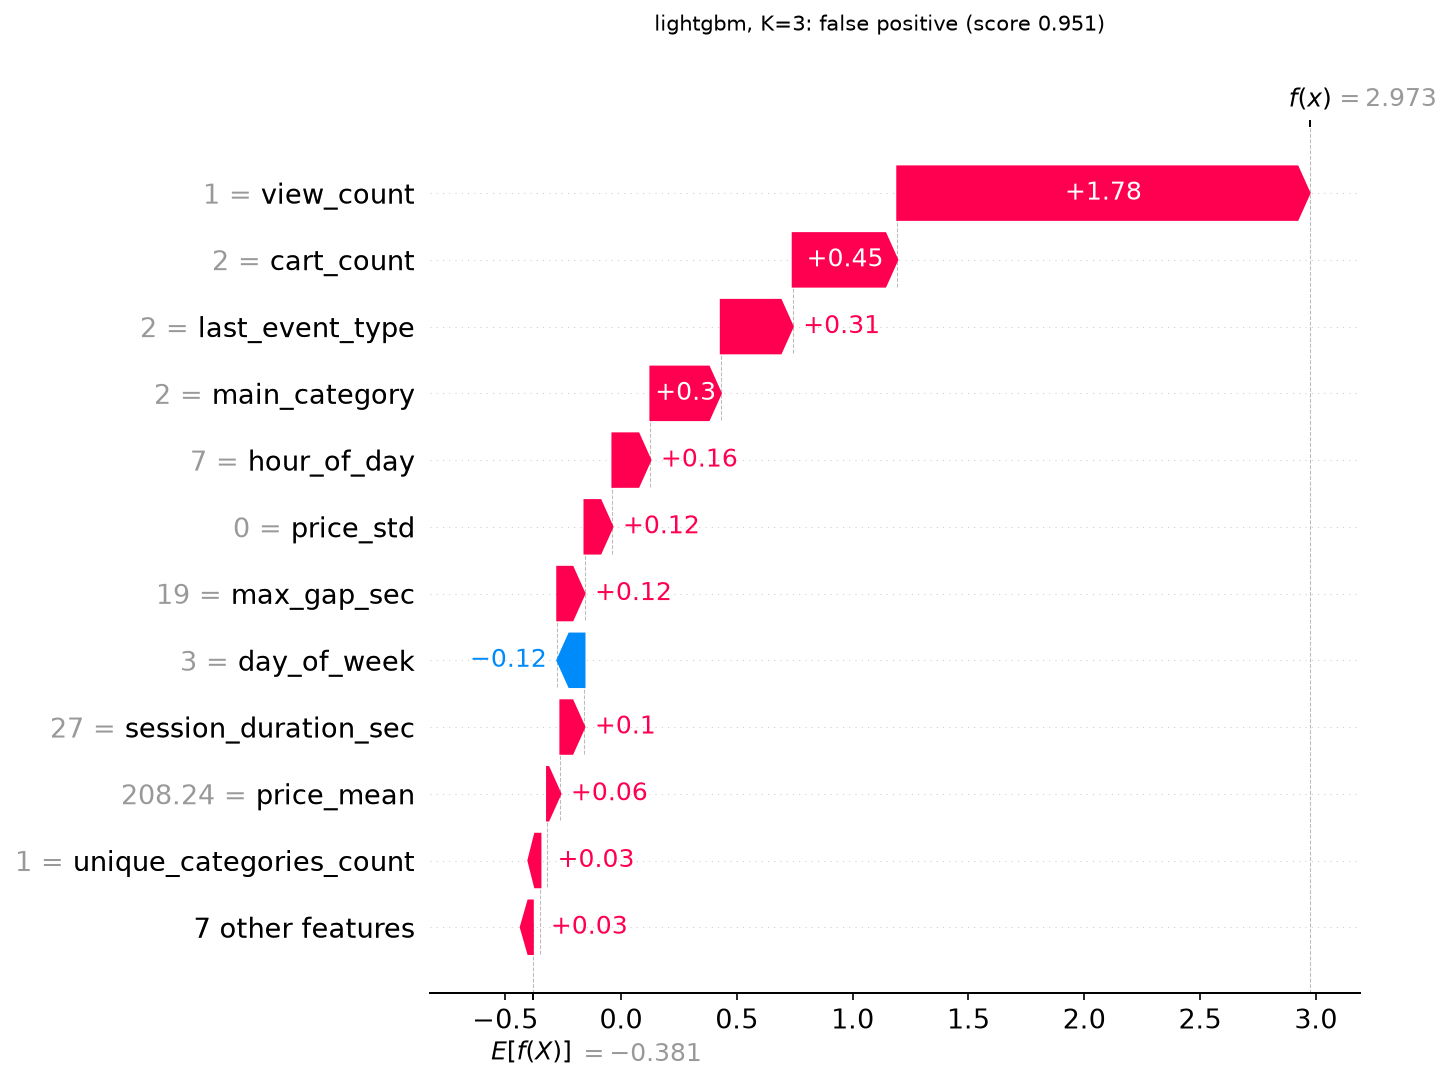 lightgbm, K=3: false positive (score 0.951)
f(x) = 2.973
1 = view_count +1.78
2 = cart_count +0.45
2 = last_event_type +0.31
2 = main_category +0.3
7 = hour_of_day +0.16
0 = price_std +0.12
19 = max_gap_sec +0.12
3 = day_of_week −0.12
27 = session_duration_sec +0.1
208.24 = price_mean +0.06
1 = unique_categories_count +0.03
7 other features +0.03
−0.5 0.0 0.5 1.0 1.5 2.0 2.5 3.0
E[f(X)] = −0.381